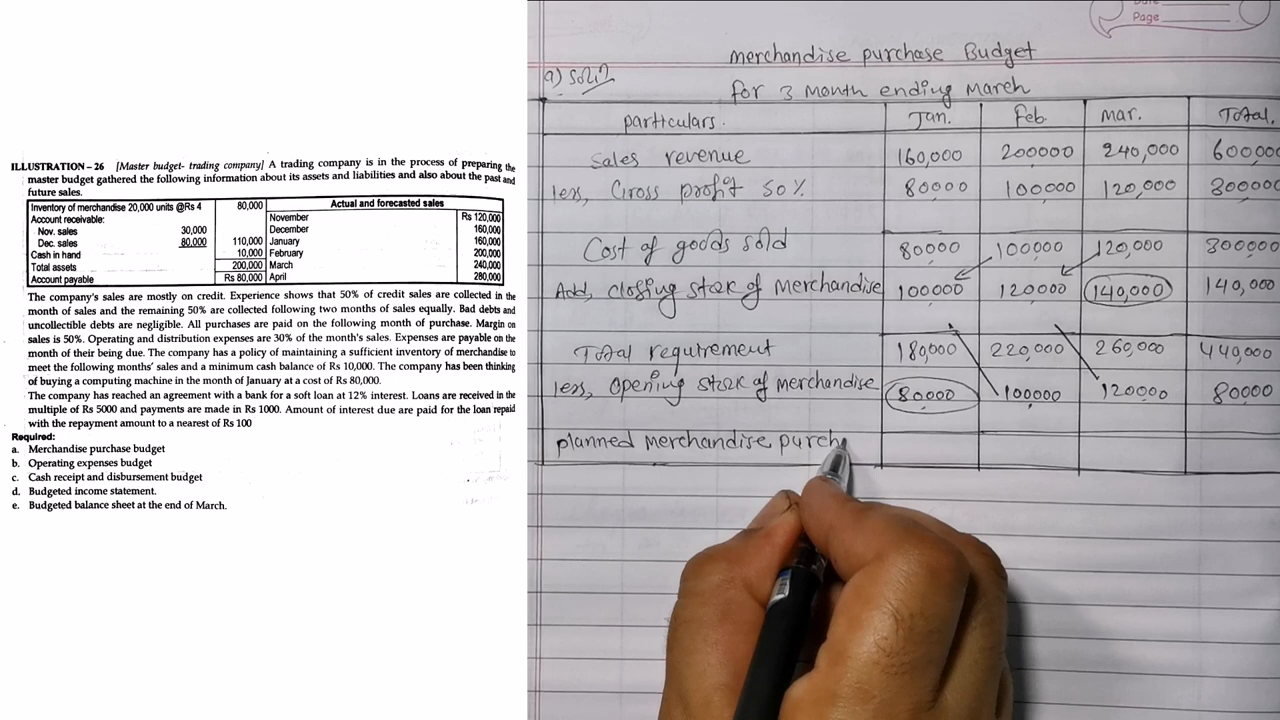 ILLUSTRATION – 26 [Master budget- trading company] A trading company is in the process of preparing the
master budget gathered the following information about its assets and liabilities and also about the past and
future sales.
Inventory of merchandise 20,000 units @Rs 4 80,000 Actual and forecasted sales
Account receivable: November Rs 120,000
Nov. sales 30,000 December 160,000
Dec. sales 80,000 110,000 January 160,000
Cash in hand 10,000 February 200,000
Total assets 200,000 March 240,000
Account payable Rs 80,000 April 280,000
The company's sales are mostly on credit. Experience shows that 50% of credit sales are collected in the
month of sales and the remaining 50% are collected following two months of sales equally. Bad debts and
uncollectible debts are negligible. All purchases are paid on the following month of purchase. Margin on
sales is 50%. Operating and distribution expenses are 30% of the month's sales. Expenses are payable on the
month of their being due. The company has a policy of maintaining a sufficient inventory of merchandise to
meet the following months' sales and a minimum cash balance of Rs 10,000. The company has been thinking
of buying a computing machine in the month of January at a cost of Rs 80,000.
The company has reached an agreement with a bank for a soft loan at 12% interest. Loans are received in the
multiple of Rs 5000 and payments are made in Rs 1000. Amount of interest due are paid for the loan repaid
with the repayment amount to a nearest of Rs 100
Required:
a. Merchandise purchase budget
b. Operating expenses budget
c. Cash receipt and disbursement budget
d. Budgeted income statement.
e. Budgeted balance sheet at the end of March.
Page
merchandise purchase Budget
a) Soln
for 3 Month ending March
particulars. Jan. Feb. Mar. Total.
Sales revenue 160,000 200000 240,000 600,000
less, Gross profit 50% 80000 100000 120,000 300000
Cost of goods sold 80000 100000 120,000 300,000
Add, closing stock of Merchandise 100000 120000 140,000 140,000
Total requirement 180,000 220,000 260,000 440,000
less, Opening stock of merchandise 80000 100000 120000 80000
planned merchandise purch